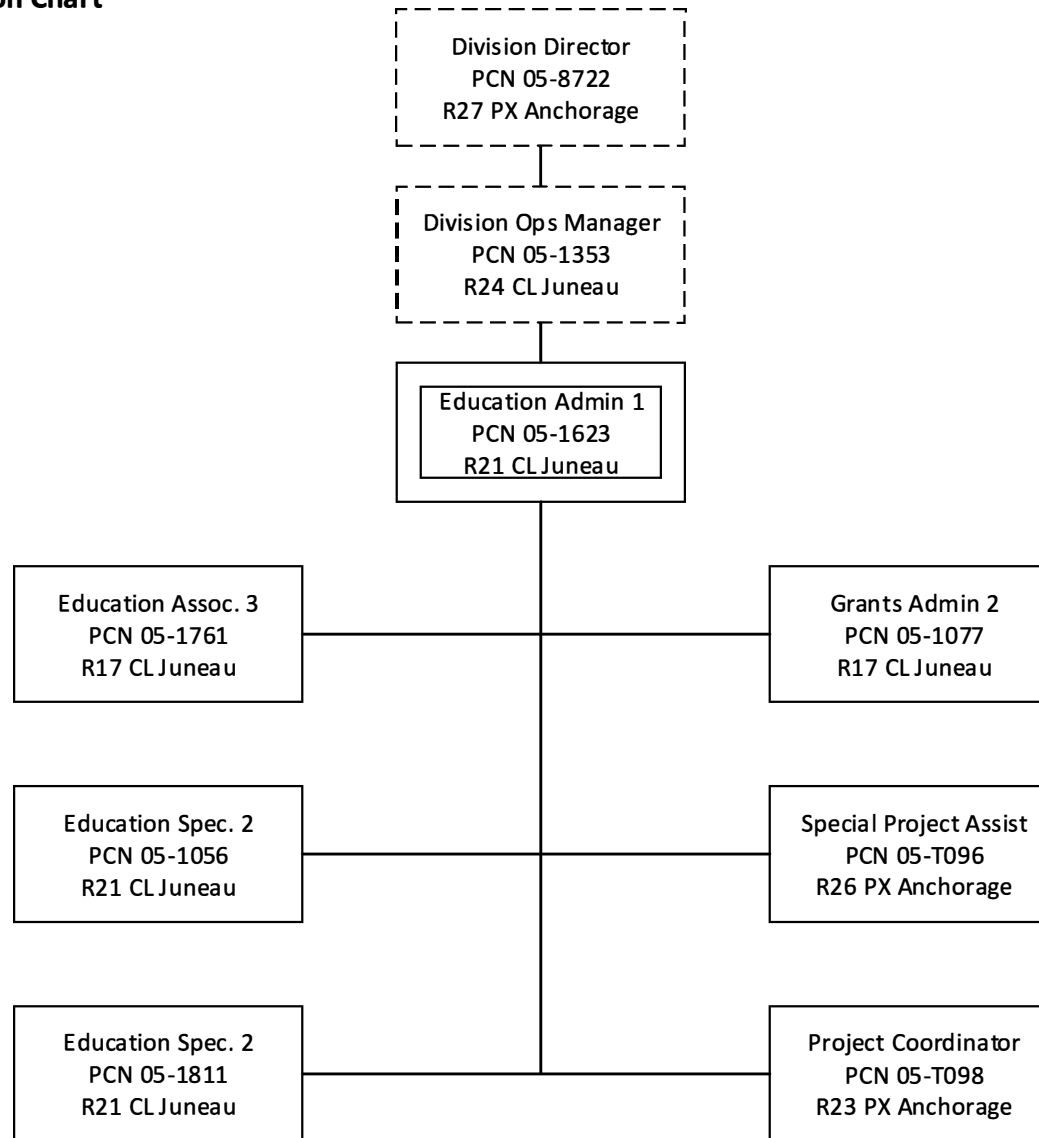 on Chart
Division Director
PCN 05-8722
R27 PX Anchorage
Division Ops Manager
PCN 05-1353
R24 CL Juneau
Education Admin 1
PCN 05-1623
R21 CL Juneau
Education Assoc. 3
PCN 05-1761
R17 CL Juneau
Grants Admin 2
PCN 05-1077
R17 CL Juneau
Education Spec. 2
PCN 05-1056
R21 CL Juneau
Special Project Assist
PCN 05-T096
R26 PX Anchorage
Education Spec. 2
PCN 05-1811
R21 CL Juneau
Project Coordinator
PCN 05-T098
R23 PX Anchorage